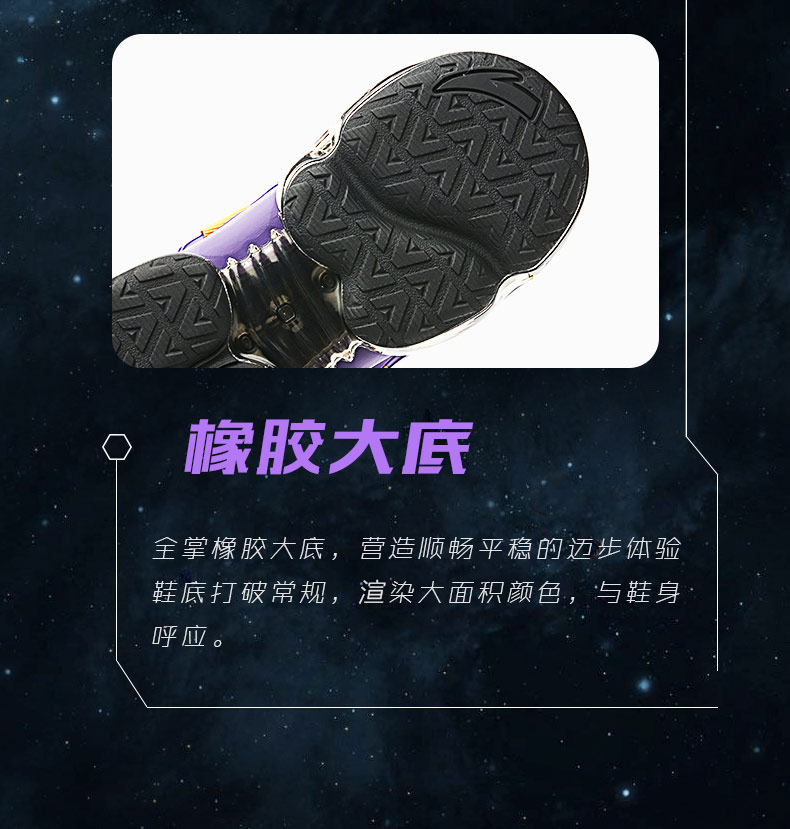 橡胶大底
全掌橡胶大底，营造顺畅平稳的迈步体验
鞋底打破常规，渲染大面积颜色，与鞋身
呼应。